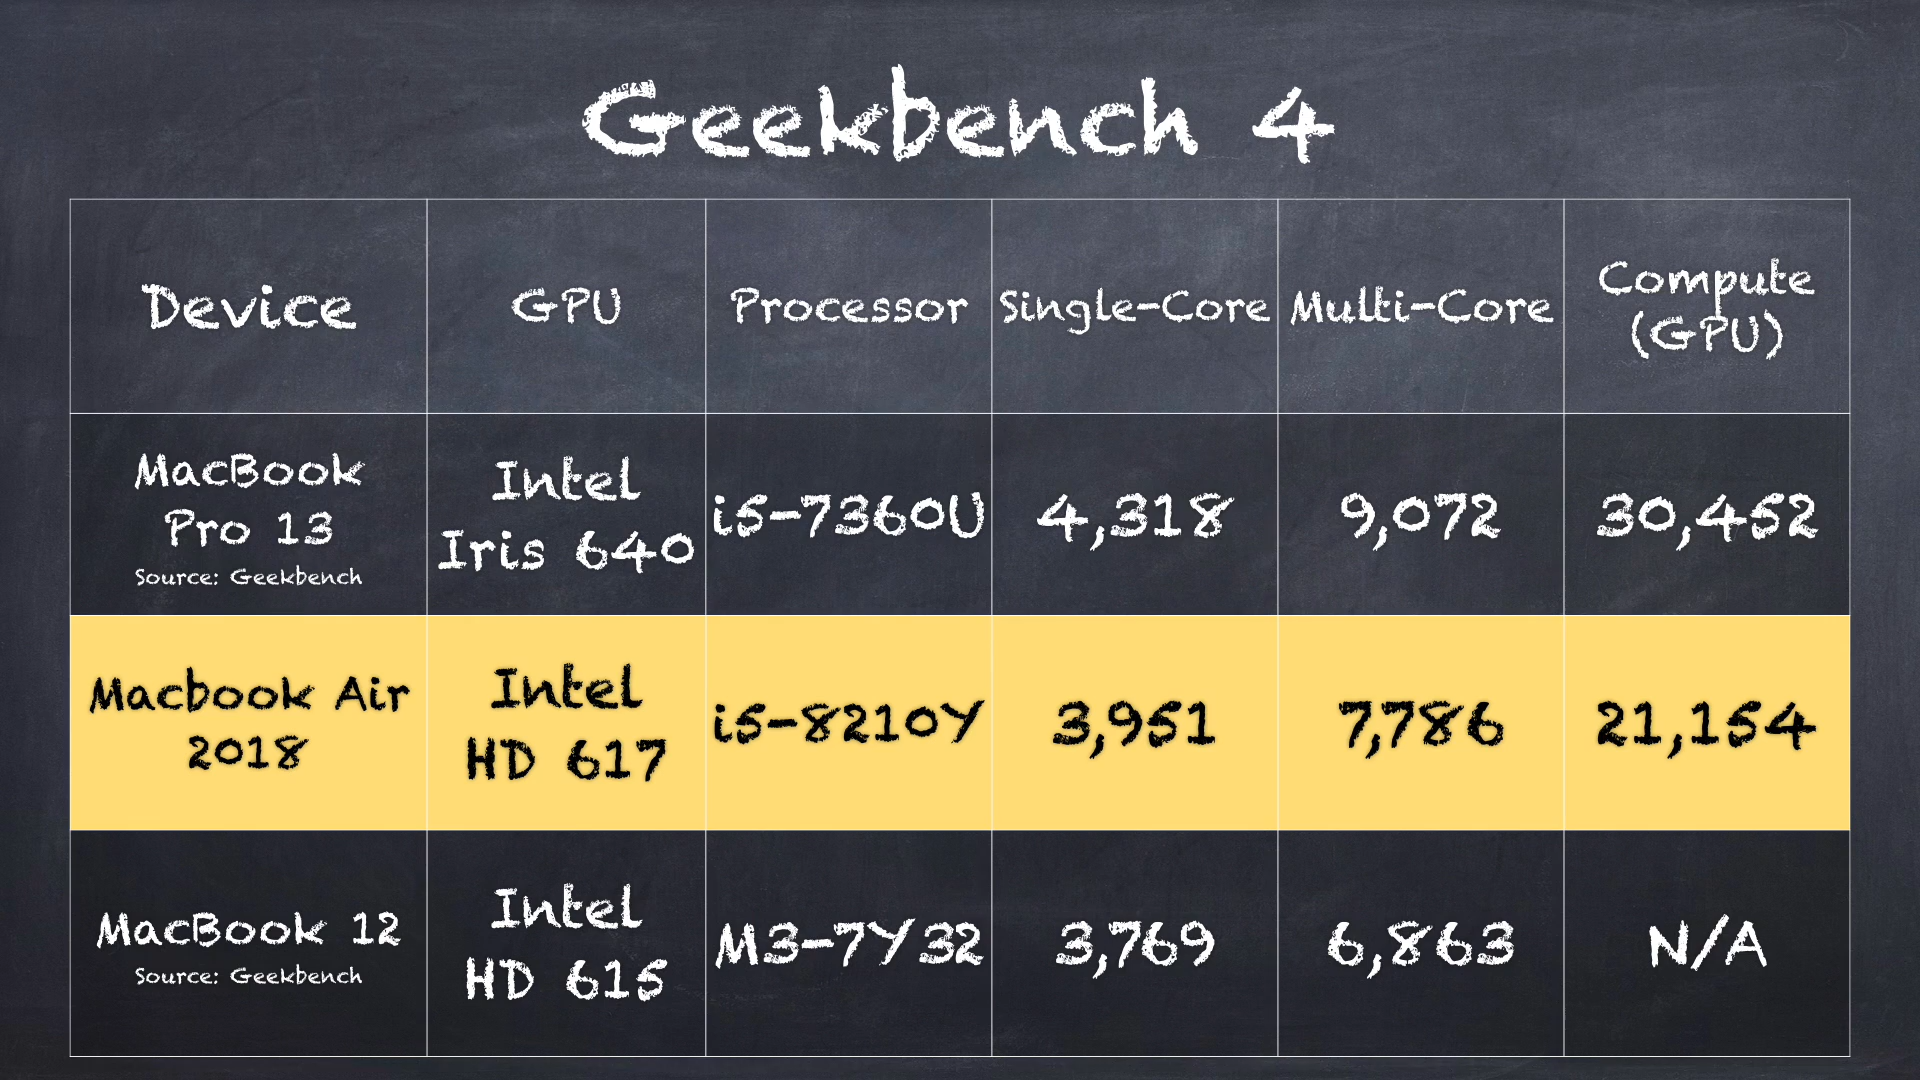 Geekbench 4
Device
GPU
Processor
Single-Core
Multi-Core
Compute
(GPU)
MacBook
Pro 13
Source: Geekbench
Intel
Iris 640
i5-7360U
4,318
9,072
30,452
Macbook Air
2018
Intel
HD 617
i5-8210Y
3,951
7,786
21,154
MacBook 12
Source: Geekbench
Intel
HD 615
M3-7Y32
3,769
6,863
N/A